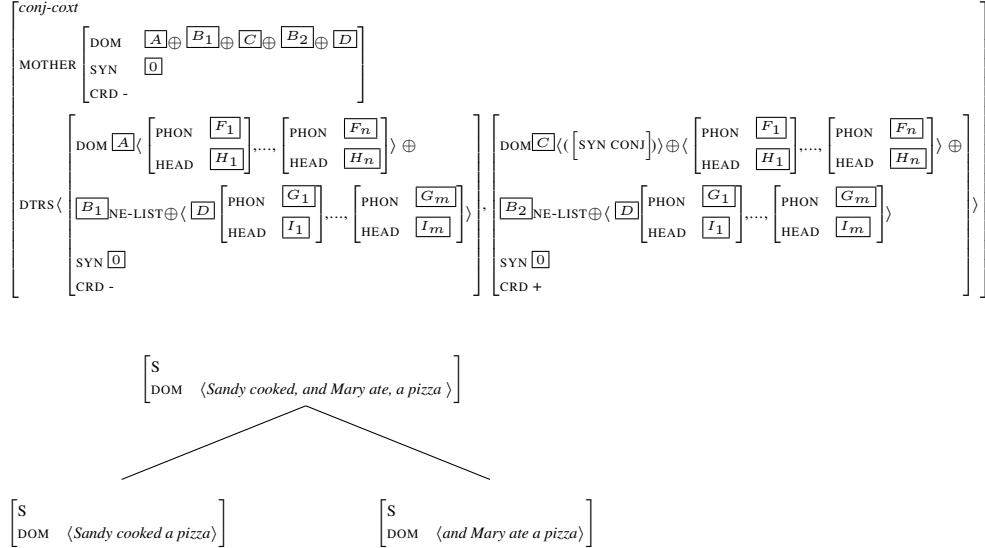 conj-coxt
DOM A ⊕ B1 ⊕ C ⊕ B2 ⊕ D
MOTHER SYN 0
CRD -
DOM A ⟨ [PHON F1, HEAD H1],..., [PHON Fn, HEAD Hn] ⟩ ⊕
B1 NE-LIST ⊕ ⟨ D [PHON G1, HEAD I1],..., [PHON Gm, HEAD Im] ⟩
SYN 0
CRD -
DTRS ⟨ , ⟩
DOM C ⟨( [SYN CONJ] )⟩ ⊕ ⟨ [PHON F1, HEAD H1],..., [PHON Fn, HEAD Hn] ⟩ ⊕
B2 NE-LIST ⊕ ⟨ D [PHON G1, HEAD I1],..., [PHON Gm, HEAD Im] ⟩
SYN 0
CRD +
S
DOM ⟨Sandy cooked, and Mary ate, a pizza ⟩
S
DOM ⟨Sandy cooked a pizza⟩
S
DOM ⟨and Mary ate a pizza⟩